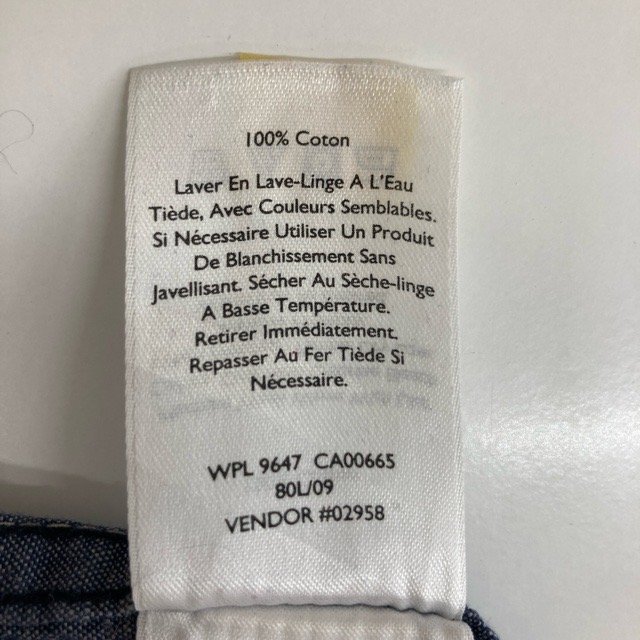 100% Coton
Laver En Lave-Linge A L'Eau
Tiède, Avec Couleurs Semblables.
Si Nécessaire Utiliser Un Produit
De Blanchissement Sans
Javellisant. Sécher Au Sèche-linge
A Basse Température.
Retirer Immédiatement.
Repasser Au Fer Tiède Si
Nécessaire.
WPL 9647 CA00665
80L/09
VENDOR #02958